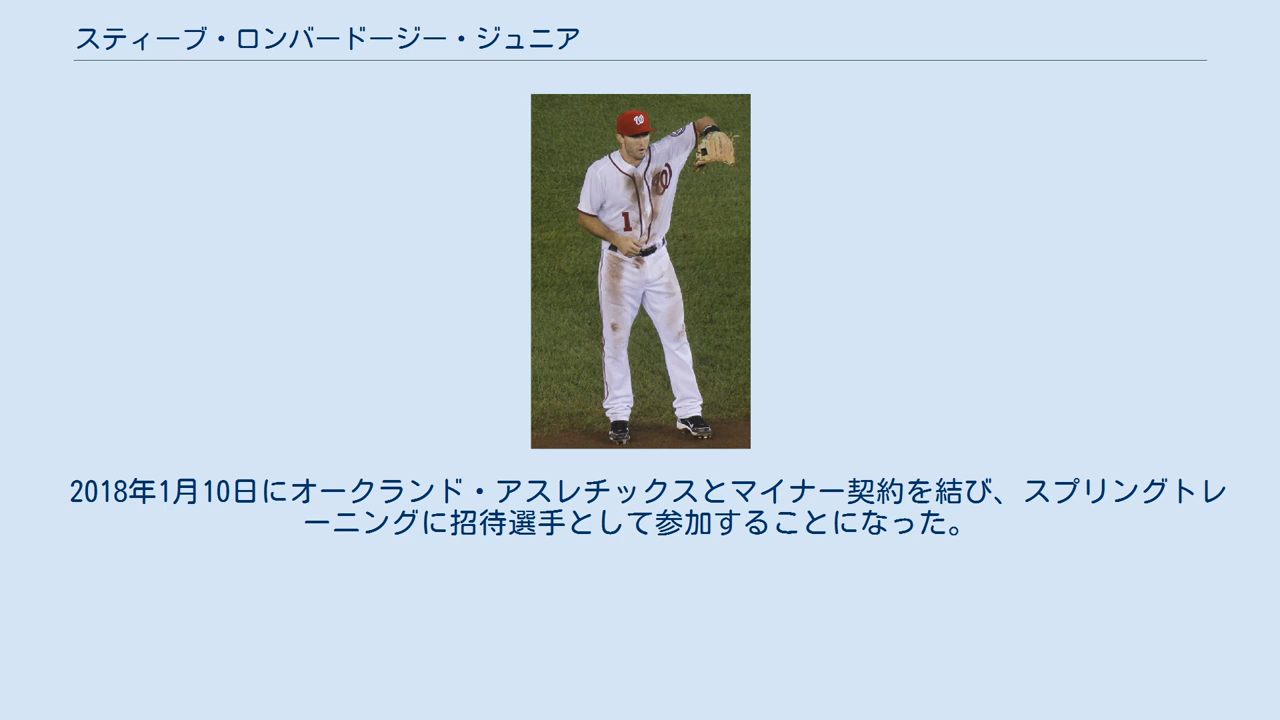 スティーブ・ロンバードージー・ジュニア
W
W
1
2018年1月10日にオークランド・アスレチックスとマイナー契約を結び、スプリングトレ
ーニングに招待選手として参加することになった。